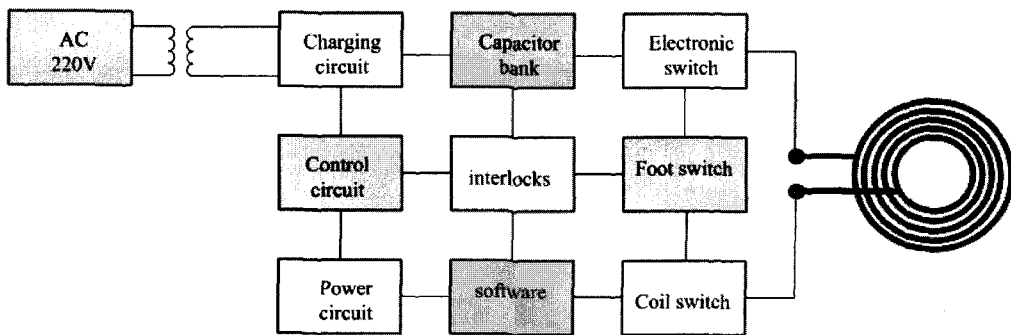 AC
220V
Charging
circuit
Capacitor
bank
Electronic
switch
Control
circuit
interlocks
Foot switch
Power
circuit
software
Coil switch